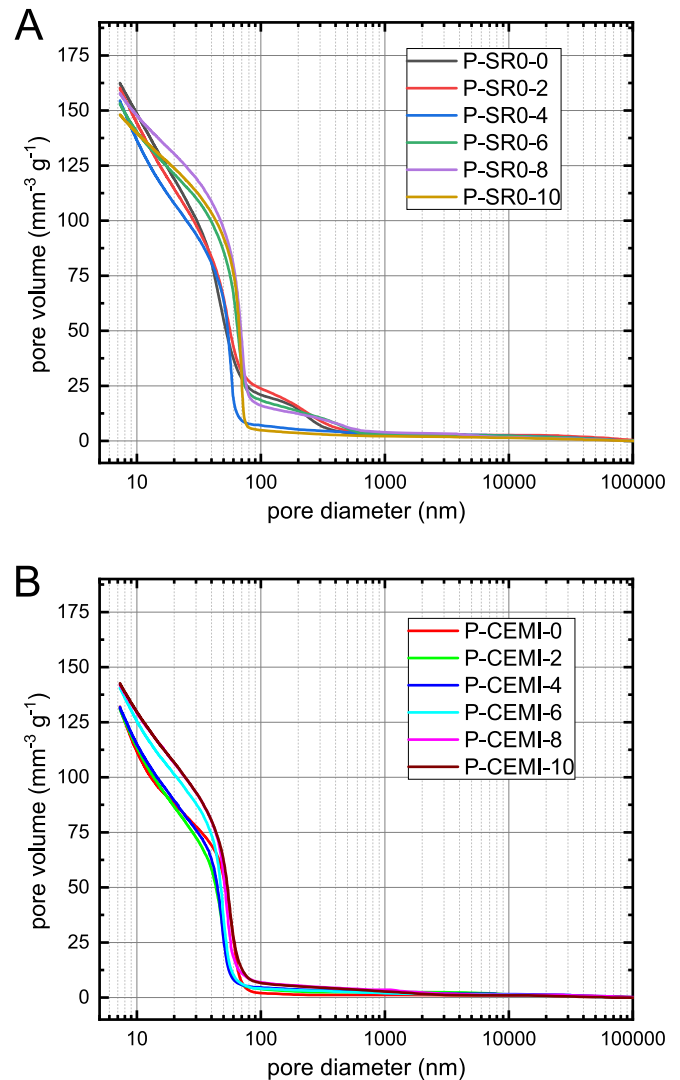 A
175
150
125
100
75
50
25
0
pore volume (mm⁻³ g⁻¹)
P-SR0-0
P-SR0-2
P-SR0-4
P-SR0-6
P-SR0-8
P-SR0-10
10 100 1000 10000 100000
pore diameter (nm)
B
175
150
125
100
75
50
25
0
pore volume (mm⁻³ g⁻¹)
P-CEMI-0
P-CEMI-2
P-CEMI-4
P-CEMI-6
P-CEMI-8
P-CEMI-10
10 100 1000 10000 100000
pore diameter (nm)